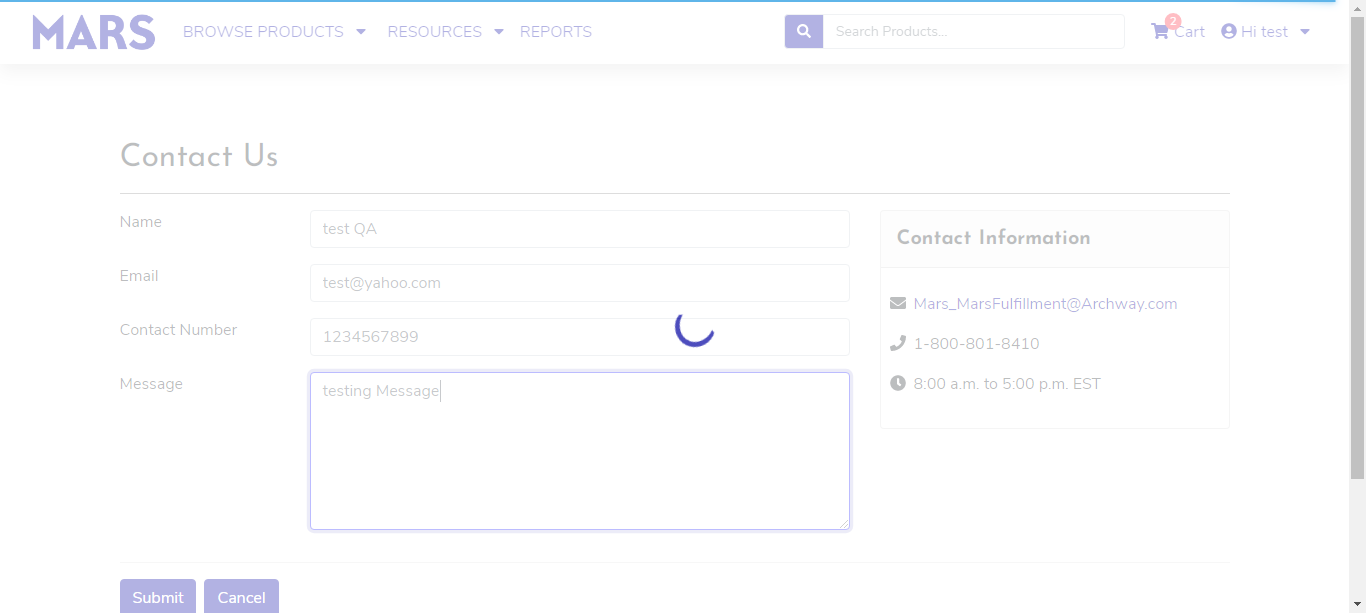 MARS BROWSE PRODUCTS RESOURCES REPORTS Search Products... 2 Cart Hi test
Contact Us
Name test QA
Email test@yahoo.com
Contact Number 1234567899
Message testing Message
Contact Information
Mars_MarsFulfillment@Archway.com
1-800-801-8410
8:00 a.m. to 5:00 p.m. EST
Submit Cancel